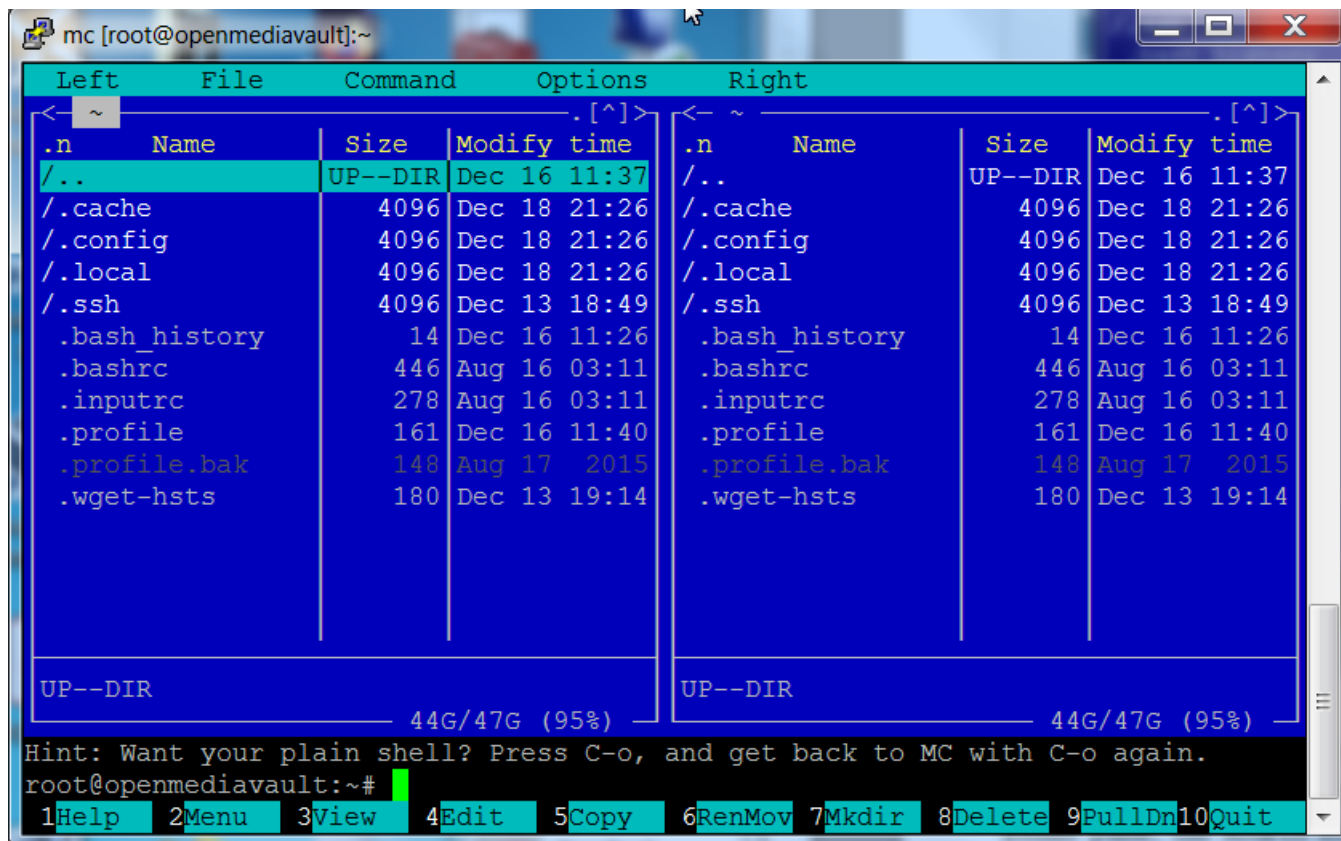 mc [root@openmediavault]:~
Left File Command Options Right
<- ~ .[^]> <- ~ .[^]>
.n Name Size Modify time .n Name Size Modify time
/.. UP--DIR Dec 16 11:37 /.. UP--DIR Dec 16 11:37
/.cache 4096 Dec 18 21:26 /.cache 4096 Dec 18 21:26
/.config 4096 Dec 18 21:26 /.config 4096 Dec 18 21:26
/.local 4096 Dec 18 21:26 /.local 4096 Dec 18 21:26
/.ssh 4096 Dec 13 18:49 /.ssh 4096 Dec 13 18:49
.bash_history 14 Dec 16 11:26 .bash_history 14 Dec 16 11:26
.bashrc 446 Aug 16 03:11 .bashrc 446 Aug 16 03:11
.inputrc 278 Aug 16 03:11 .inputrc 278 Aug 16 03:11
.profile 161 Dec 16 11:40 .profile 161 Dec 16 11:40
.profile.bak 148 Aug 17 2015 .profile.bak 148 Aug 17 2015
.wget-hsts 180 Dec 13 19:14 .wget-hsts 180 Dec 13 19:14
UP--DIR UP--DIR
44G/47G (95%) 44G/47G (95%)
Hint: Want your plain shell? Press C-o, and get back to MC with C-o again.
root@openmediavault:~#
1Help 2Menu 3View 4Edit 5Copy 6RenMov 7Mkdir 8Delete 9PullDn 10Quit